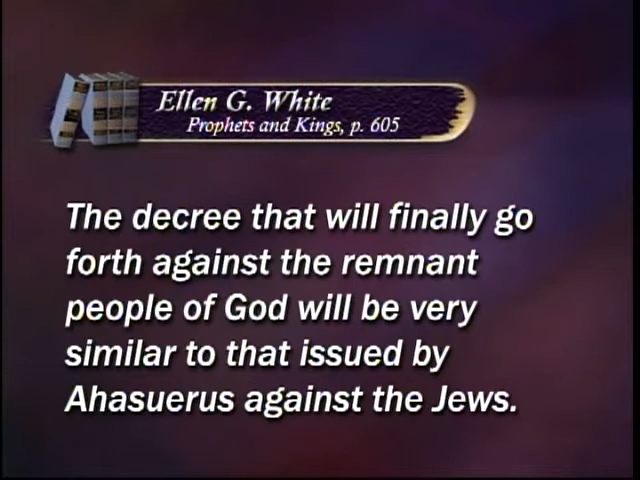 Ellen G. White
Prophets and Kings, p. 605
The decree that will finally go
forth against the remnant
people of God will be very
similar to that issued by
Ahasuerus against the Jews.